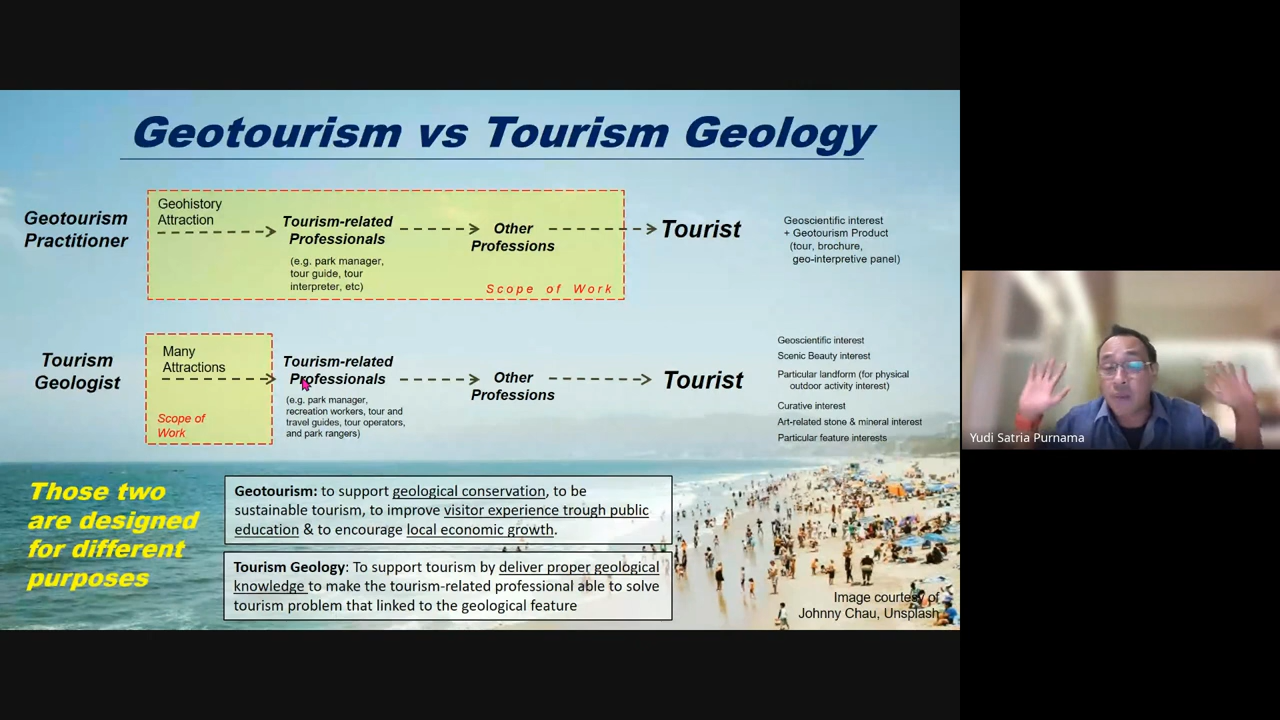 Geotourism vs Tourism Geology
Geotourism
Practitioner
Geohistory
Attraction
Tourism-related
Professionals
(e.g. park manager,
tour guide, tour
interpreter, etc)
Other
Professions
Scope of Work
Tourist
Geoscientific interest
+ Geotourism Product
(tour, brochure,
geo-interpretive panel)
Tourism
Geologist
Many
Attractions
Scope of
Work
Tourism-related
Professionals
(e.g. park manager,
recreation workers, tour and
travel guides, tour operators,
and park rangers)
Other
Professions
Tourist
Geoscientific interest
Scenic Beauty interest
Particular landform (for physical
outdoor activity interest)
Curative interest
Art-related stone & mineral interest
Particular feature interests
Those two
are designed
for different
purposes
Geotourism: to support geological conservation, to be
sustainable tourism, to improve visitor experience trough public
education & to encourage local economic growth.
Tourism Geology: To support tourism by deliver proper geological
knowledge to make the tourism-related professional able to solve
tourism problem that linked to the geological feature
Image courtesy of
Johnny Chau, Unsplash
Yudi Satria Purnama